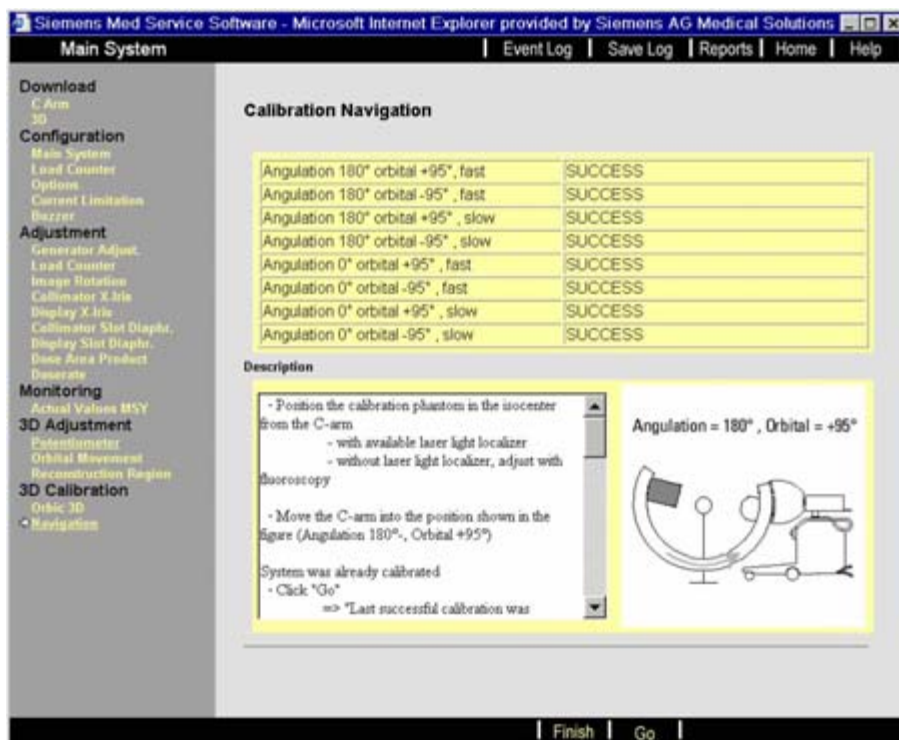 Siemens Med Service Software - Microsoft Internet Explorer provided by Siemens AG Medical Solutions
Main System
Event Log | Save Log | Reports | Home | Help
Download
C Arm
3D
Configuration
Main System
Load Counter
Options
Current Limitation
Buzzer
Adjustment
Generator Adjust.
Load Counter
Image Rotation
Collimator X-Iris
Display X-Iris
Collimator Slot Diaphr.
Display Slot Diaphr.
Dose Area Product
Doserate
Monitoring
Actual Values MSY
3D Adjustment
Potentiometer
Orbital Movement
Reconstruction Region
3D Calibration
Orbic 3D
Navigation
Calibration Navigation
Angulation 180° orbital +95°, fast SUCCESS
Angulation 180° orbital -95° , fast SUCCESS
Angulation 180° orbital +95° , slow SUCCESS
Angulation 180° orbital -95° , slow SUCCESS
Angulation 0° orbital +95° , fast SUCCESS
Angulation 0° orbital -95° , fast SUCCESS
Angulation 0° orbital +95° , slow SUCCESS
Angulation 0° orbital -95° , slow SUCCESS
Description
- Position the calibration phantom in the isocenter
from the C-arm
- with available laser light localizer
- without laser light localizer, adjust with
fluoroscopy
- Move the C-arm into the position shown in the
figure (Angulation 180°-, Orbital +95°)
System was already calibrated
- Click "Go"
=> "Last successful calibration was
Angulation = 180° , Orbital = +95°
Finish | Go